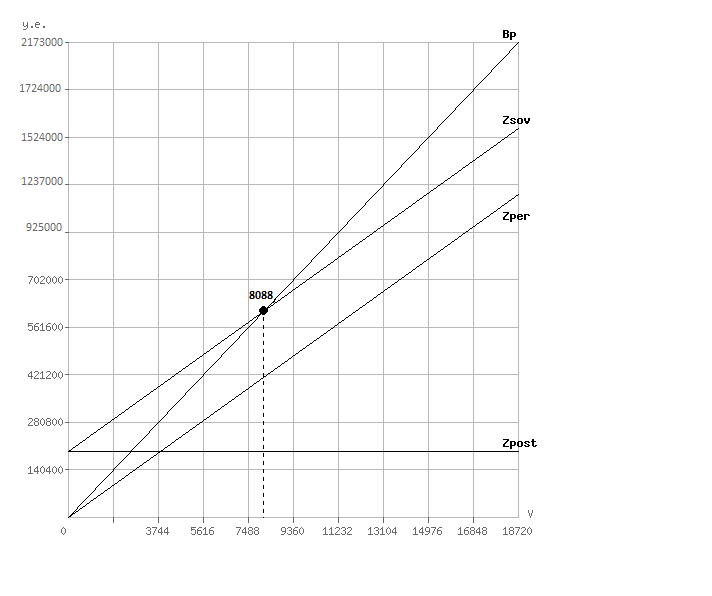 y.e.
Bp
2173000
1724000
Zsov
1524000
1237000
Zper
925000
702000
8088
561600
421200
280800
Zpost
140400
V
0 3744 5616 7488 9360 11232 13104 14976 16848 18720